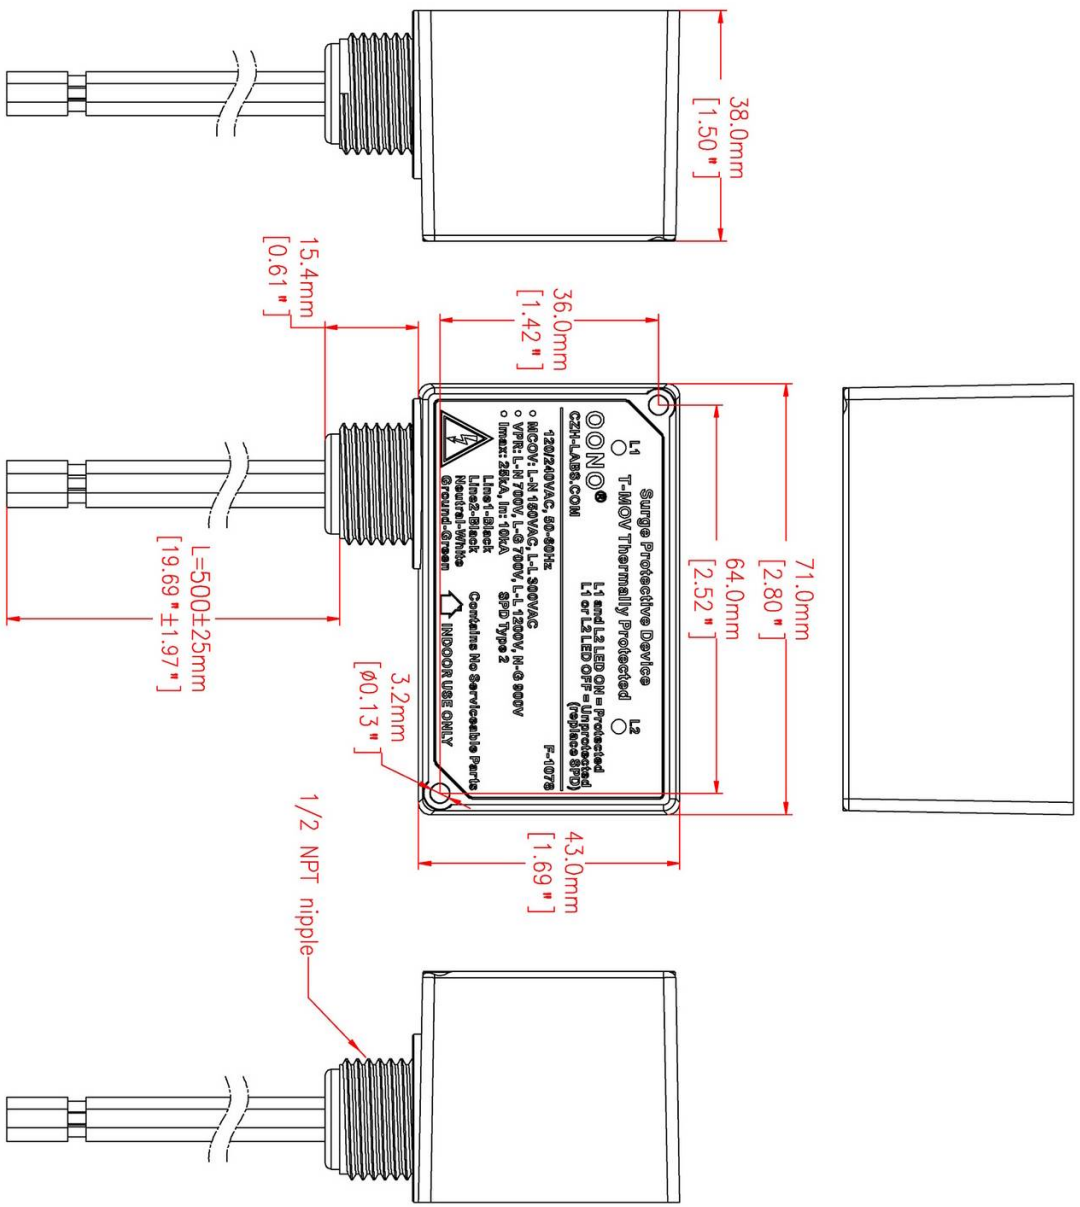 38.0mm
[1.50"]
15.4mm
[0.61"]
36.0mm
[1.42"]
71.0mm
[2.80"]
64.0mm
[2.52"]
L1
L2
Surge Protective Device
T-MOV Thermally Protected
OONO®
CZH-LABS.COM
L1 and L2 LED ON = Protected
L1 or L2 LED OFF = Unprotected
(replace SPD)
120/240VAC, 50-60Hz
F-1078
MCOV: L-N 150VAC, L-L 300VAC
VPR: L-N 700V, L-G 700V, L-L 1200V, N-G 900V
Imax: 25kA, In: 10kA SPD Type 2
Line1-Black
Line2-Black
Neutral-White
Ground-Green
Contains No Serviceable Parts
INDOOR USE ONLY
L=500±25mm
[19.69"±1.97"]
3.2mm
[ø0.13"]
43.0mm
[1.69"]
1/2 NPT nipple